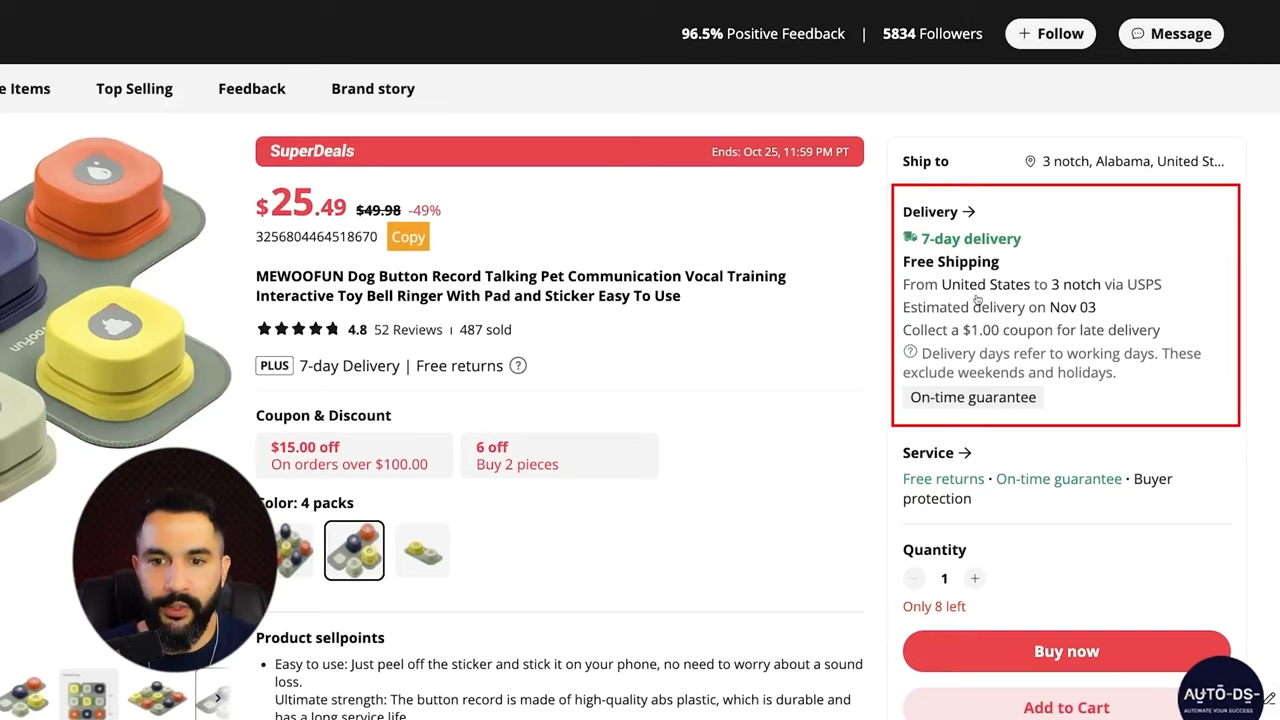 96.5% Positive Feedback | 5834 Followers + Follow Message
e Items Top Selling Feedback Brand story
SuperDeals Ends: Oct 25, 11:59 PM PT
$25.49 $49.98 -49%
3256804464518670 Copy
MEWOOFUN Dog Button Record Talking Pet Communication Vocal Training
Interactive Toy Bell Ringer With Pad and Sticker Easy To Use
4.8 52 Reviews 487 sold
PLUS 7-day Delivery | Free returns ?
Coupon & Discount
$15.00 off
On orders over $100.00
6 off
Buy 2 pieces
Color: 4 packs
Product sellpoints
• Easy to use: Just peel off the sticker and stick it on your phone, no need to worry about a sound
loss.
Ultimate strength: The button record is made of high-quality abs plastic, which is durable and
has a long service life.
Ship to 3 notch, Alabama, United St...
Delivery →
7-day delivery
Free Shipping
From United States to 3 notch via USPS
Estimated delivery on Nov 03
Collect a $1.00 coupon for late delivery
? Delivery days refer to working days. These
exclude weekends and holidays.
On-time guarantee
Service →
Free returns · On-time guarantee · Buyer
protection
Quantity
− 1 +
Only 8 left
Buy now
Add to Cart
AUTO-DS-
AUTOMATE YOUR SUCCESS